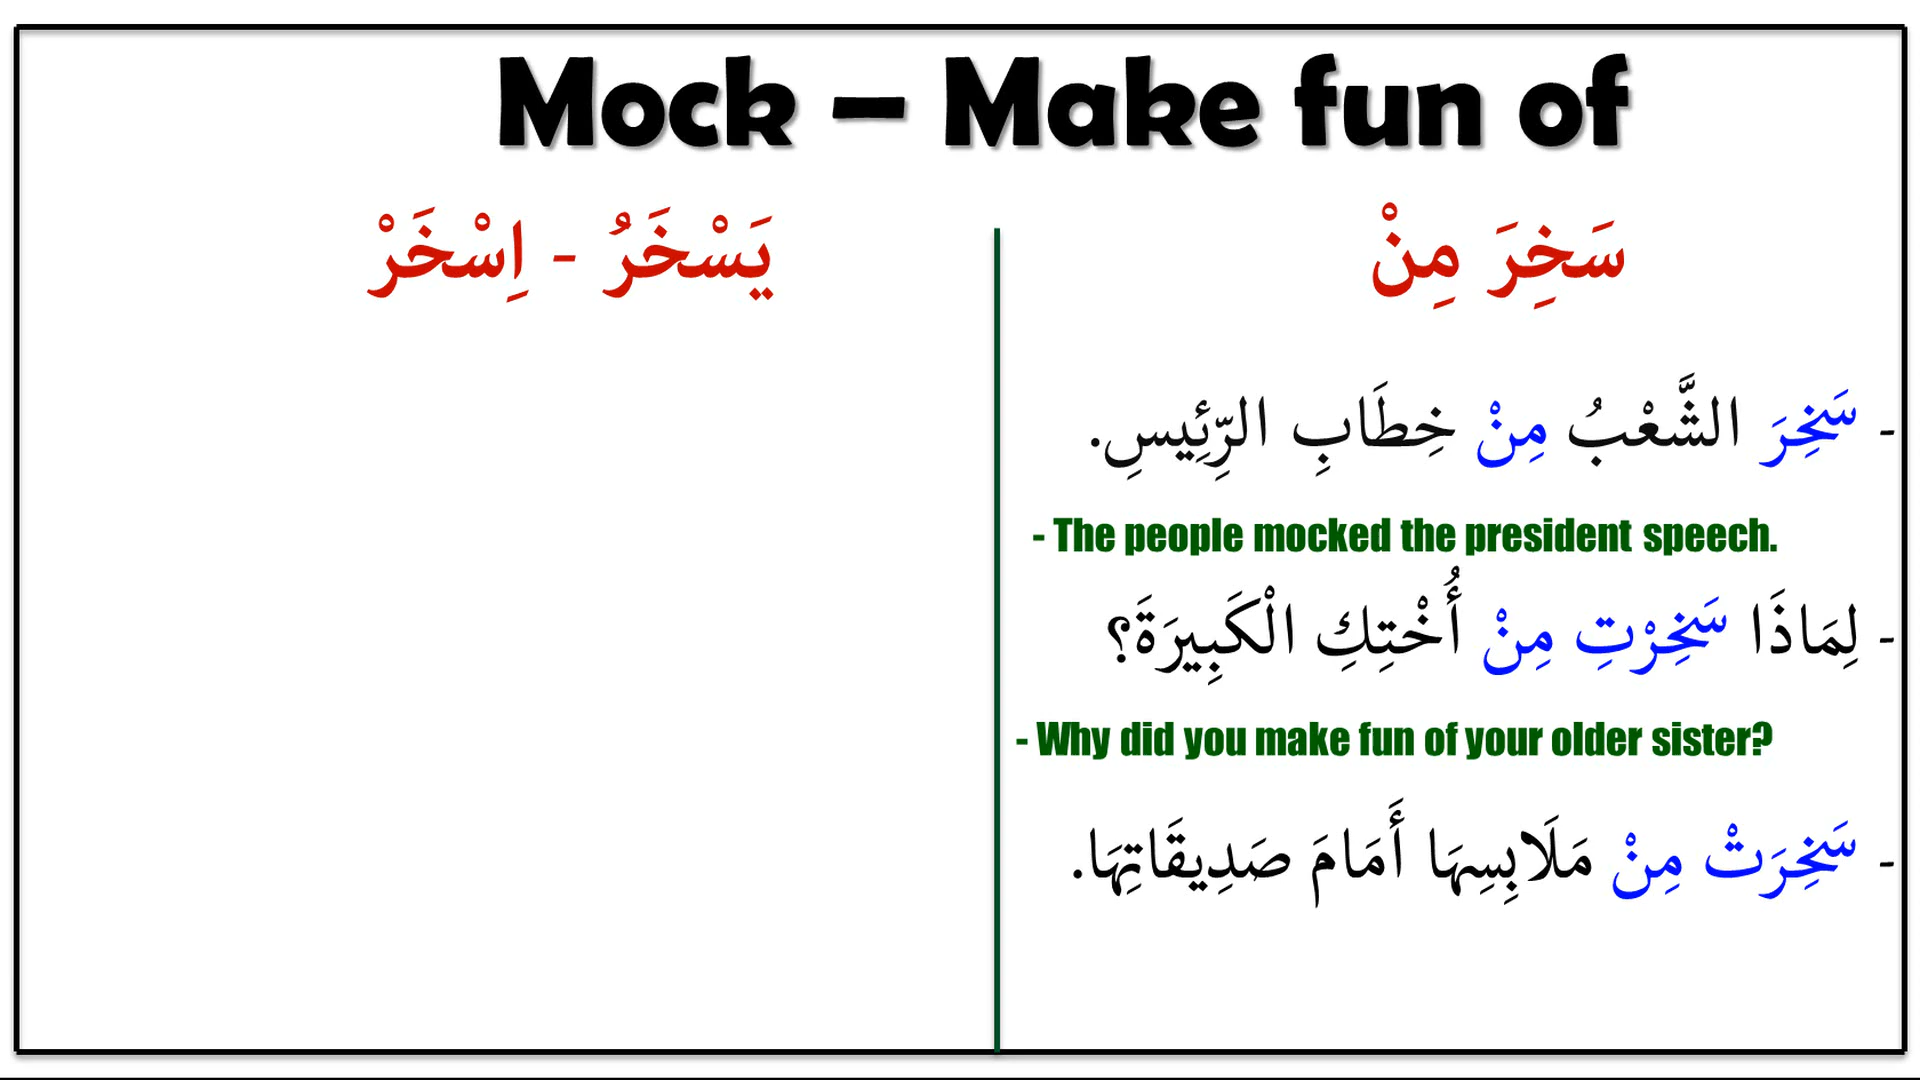 Mock – Make fun of
سَخِرَ مِنْ
يَسْخَرُ - اِسْخَرْ
- سَخِرَ الشَّعْبُ مِنْ خِطَابِ الرِّئِيسِ.
- The people mocked the president speech.
- لِمَاذَا سَخِرْتِ مِنْ أُخْتِكِ الْكَبِيرَةَ؟
- Why did you make fun of your older sister?
- سَخِرَتْ مِنْ مَلَابِسِهَا أَمَامَ صَدِيقَاتِهَا.